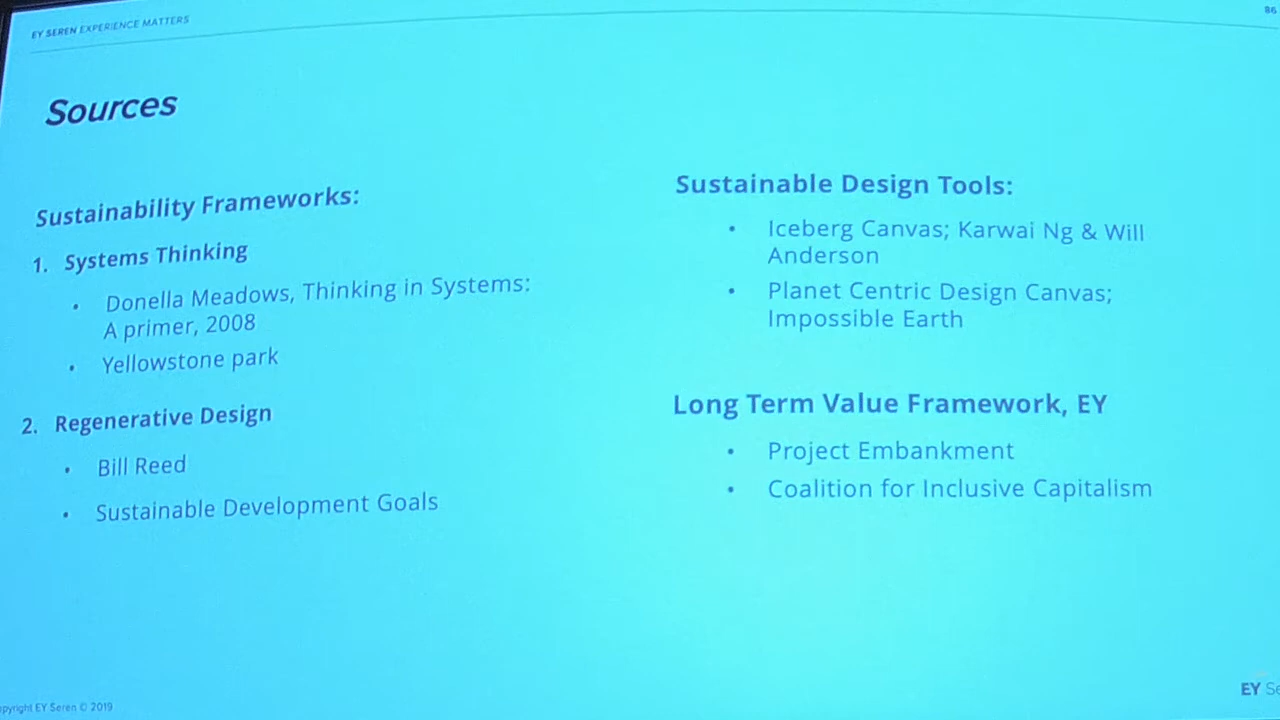 EY SEREN EXPERIENCE MATTERS
86
Sources
Sustainability Frameworks:
1. Systems Thinking
• Donella Meadows, Thinking in Systems:
A primer, 2008
• Yellowstone park
2. Regenerative Design
• Bill Reed
• Sustainable Development Goals
Sustainable Design Tools:
• Iceberg Canvas; Karwai Ng & Will
Anderson
• Planet Centric Design Canvas;
Impossible Earth
Long Term Value Framework, EY
• Project Embankment
• Coalition for Inclusive Capitalism
EY Seren © 2019
EY